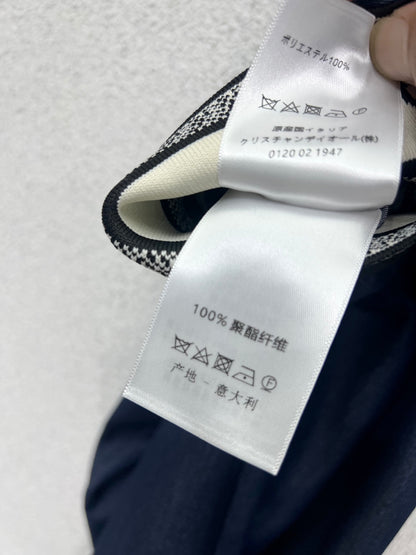 ポリエステル100%
原産国イタリア
クリスチャンディオール(株)
0120 02 1947
100% 聚酯纤维
F
产地 - 意大利